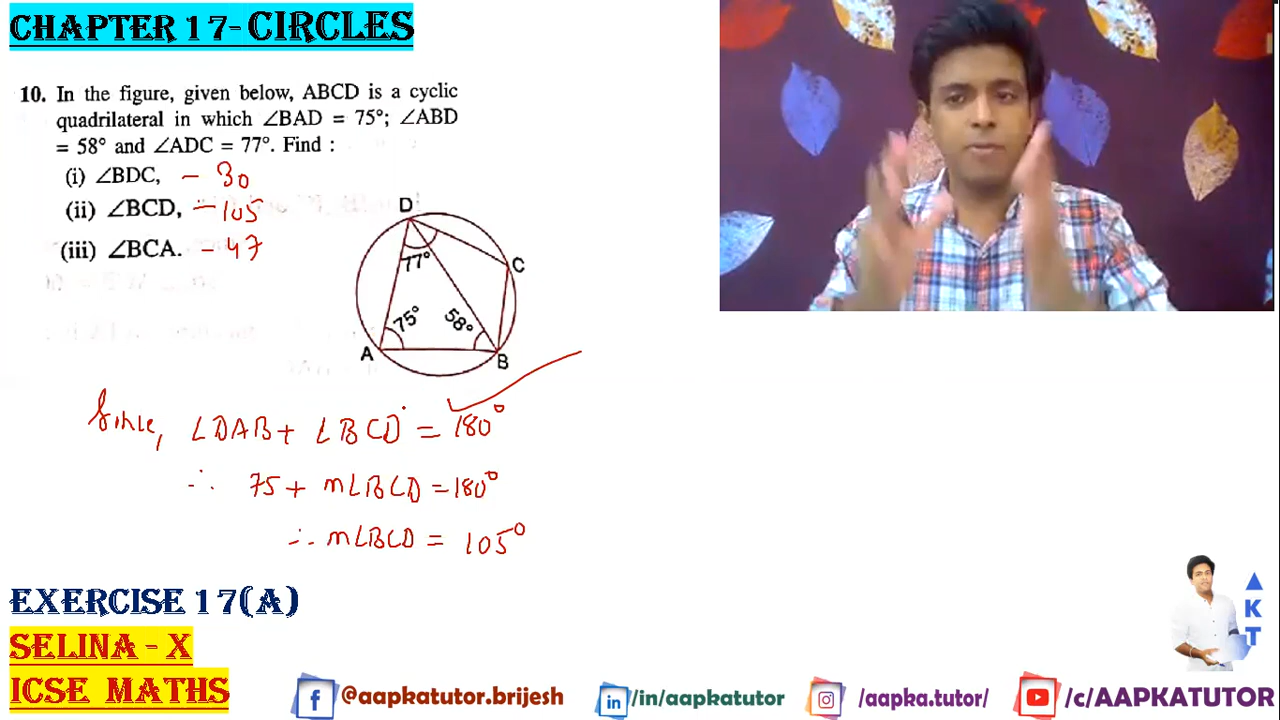 CHAPTER 17- CIRCLES
10. In the figure, given below, ABCD is a cyclic
quadrilateral in which ∠BAD = 75°; ∠ABD
= 58° and ∠ADC = 77°. Find :
(i) ∠BDC, - 30
(ii) ∠BCD, - 105
(iii) ∠BCA. - 47
D
77°
C
75°
58°
A
B
Since, ∠DAB + ∠BCD = 180°
∴ 75 + m∠BCD = 180°
∴ m∠BCD = 105°
EXERCISE 17(A)
SELINA - X
ICSE MATHS
AKT
@aapkatutor.brijesh
/in/aapkatutor
/aapka.tutor/
/c/AAPKATUTOR